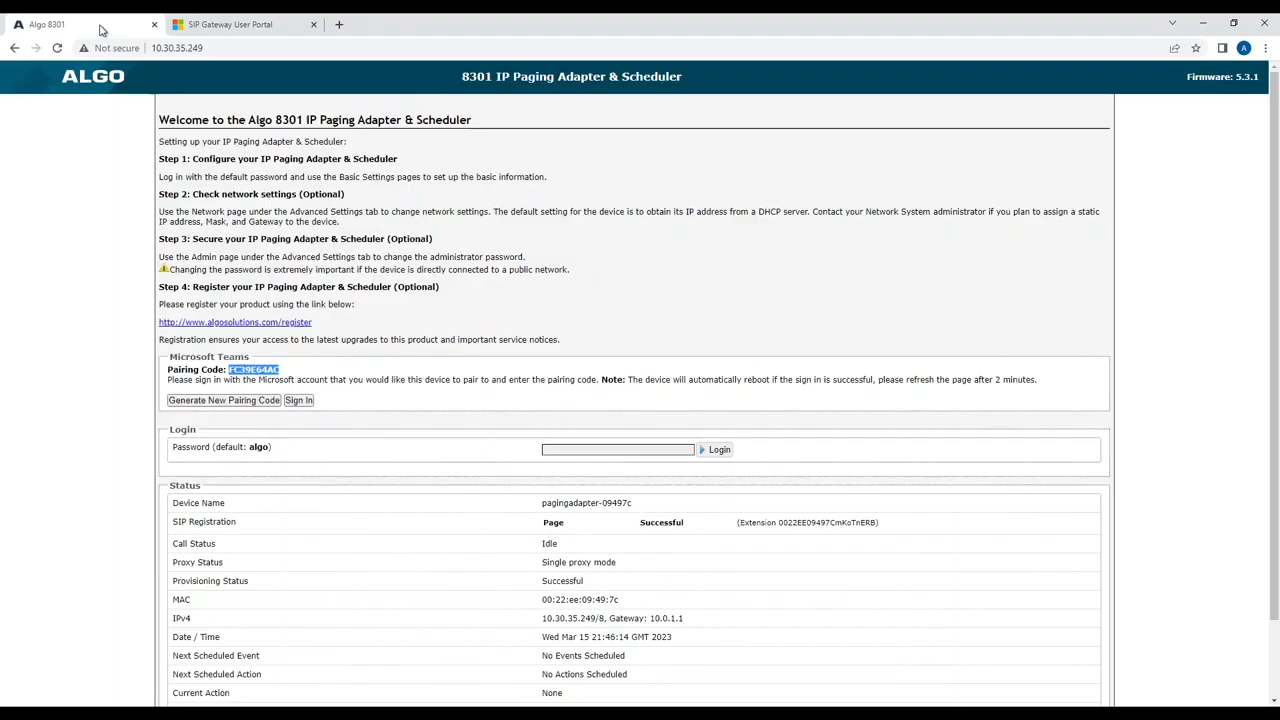 Algo 8301
SIP Gateway User Portal
Not secure
10.30.35.249
A
ALGO
8301 IP Paging Adapter & Scheduler
Firmware: 5.3.1
Welcome to the Algo 8301 IP Paging Adapter & Scheduler
Setting up your IP Paging Adapter & Scheduler:
Step 1: Configure your IP Paging Adapter & Scheduler
Log in with the default password and use the Basic Settings pages to set up the basic information.
Step 2: Check network settings (Optional)
Use the Network page under the Advanced Settings tab to change network settings. The default setting for the device is to obtain its IP address from a DHCP server. Contact your Network System administrator if you plan to assign a static
IP address, Mask, and Gateway to the device.
Step 3: Secure your IP Paging Adapter & Scheduler (Optional)
Use the Admin page under the Advanced Settings tab to change the administrator password.
Changing the password is extremely important if the device is directly connected to a public network.
Step 4: Register your IP Paging Adapter & Scheduler (Optional)
Please register your product using the link below:
http://www.algosolutions.com/register
Registration ensures your access to the latest upgrades to this product and important service notices.
Microsoft Teams
Pairing Code: FC39E64AC
Please sign in with the Microsoft account that you would like this device to pair to and enter the pairing code. Note: The device will automatically reboot if the sign in is successful, please refresh the page after 2 minutes.
Generate New Pairing Code Sign In
Login
Password (default: algo)
Login
Status
Device Name pagingadapter-09497c
SIP Registration Page Successful (Extension 0022EE09497CmKoTnERB)
Call Status Idle
Proxy Status Single proxy mode
Provisioning Status Successful
MAC 00:22:ee:09:49:7c
IPv4 10.30.35.249/8, Gateway: 10.0.1.1
Date / Time Wed Mar 15 21:46:14 GMT 2023
Next Scheduled Event No Events Scheduled
Next Scheduled Action No Actions Scheduled
Current Action None